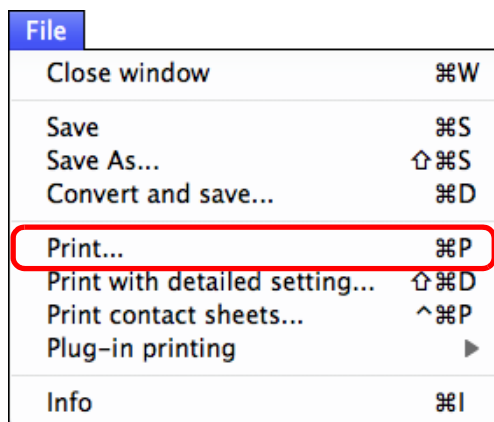 File
Close window ⌘W
Save ⌘S
Save As... ⇧⌘S
Convert and save... ⌘D
Print... ⌘P
Print with detailed setting... ⇧⌘D
Print contact sheets... ^⌘P
Plug-in printing ▶
Info ⌘I